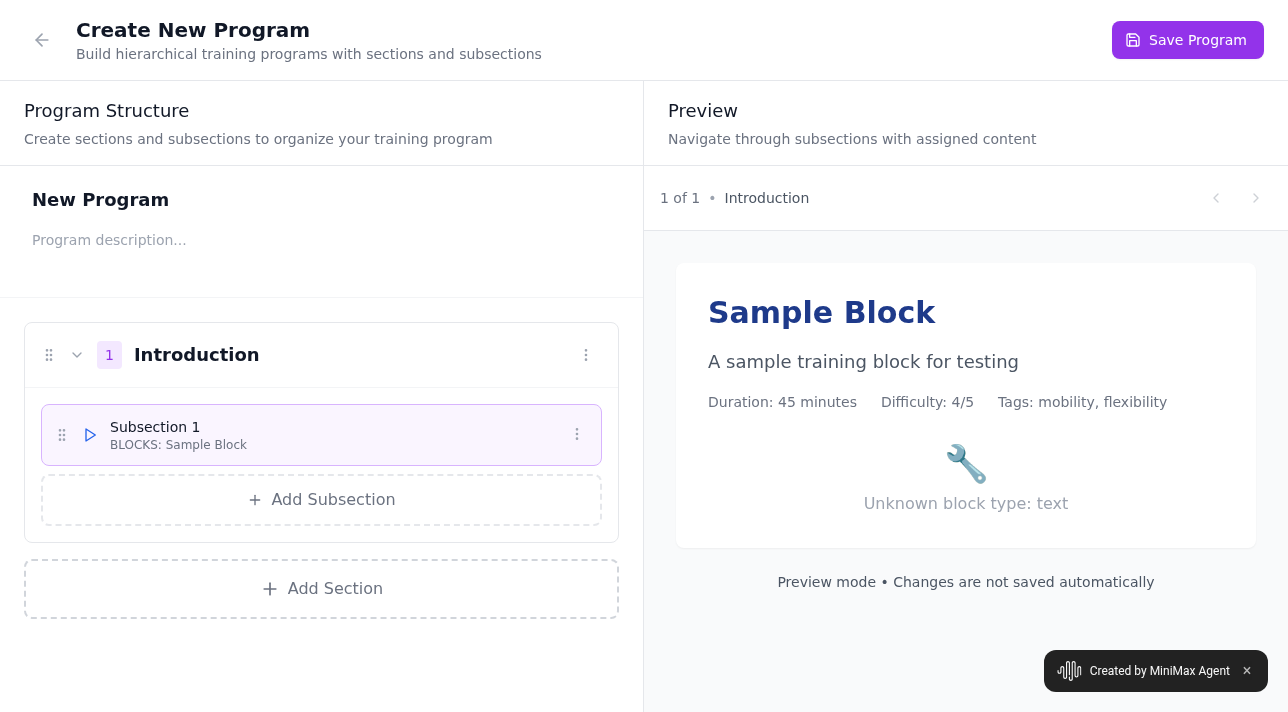 Create New Program
Build hierarchical training programs with sections and subsections
Save Program
Program Structure
Create sections and subsections to organize your training program
Preview
Navigate through subsections with assigned content
New Program
Program description...
1 of 1 • Introduction
1 Introduction
Subsection 1
BLOCKS: Sample Block
Add Subsection
Add Section
Sample Block
A sample training block for testing
Duration: 45 minutes Difficulty: 4/5 Tags: mobility, flexibility
Unknown block type: text
Preview mode • Changes are not saved automatically
Created by MiniMax Agent ×